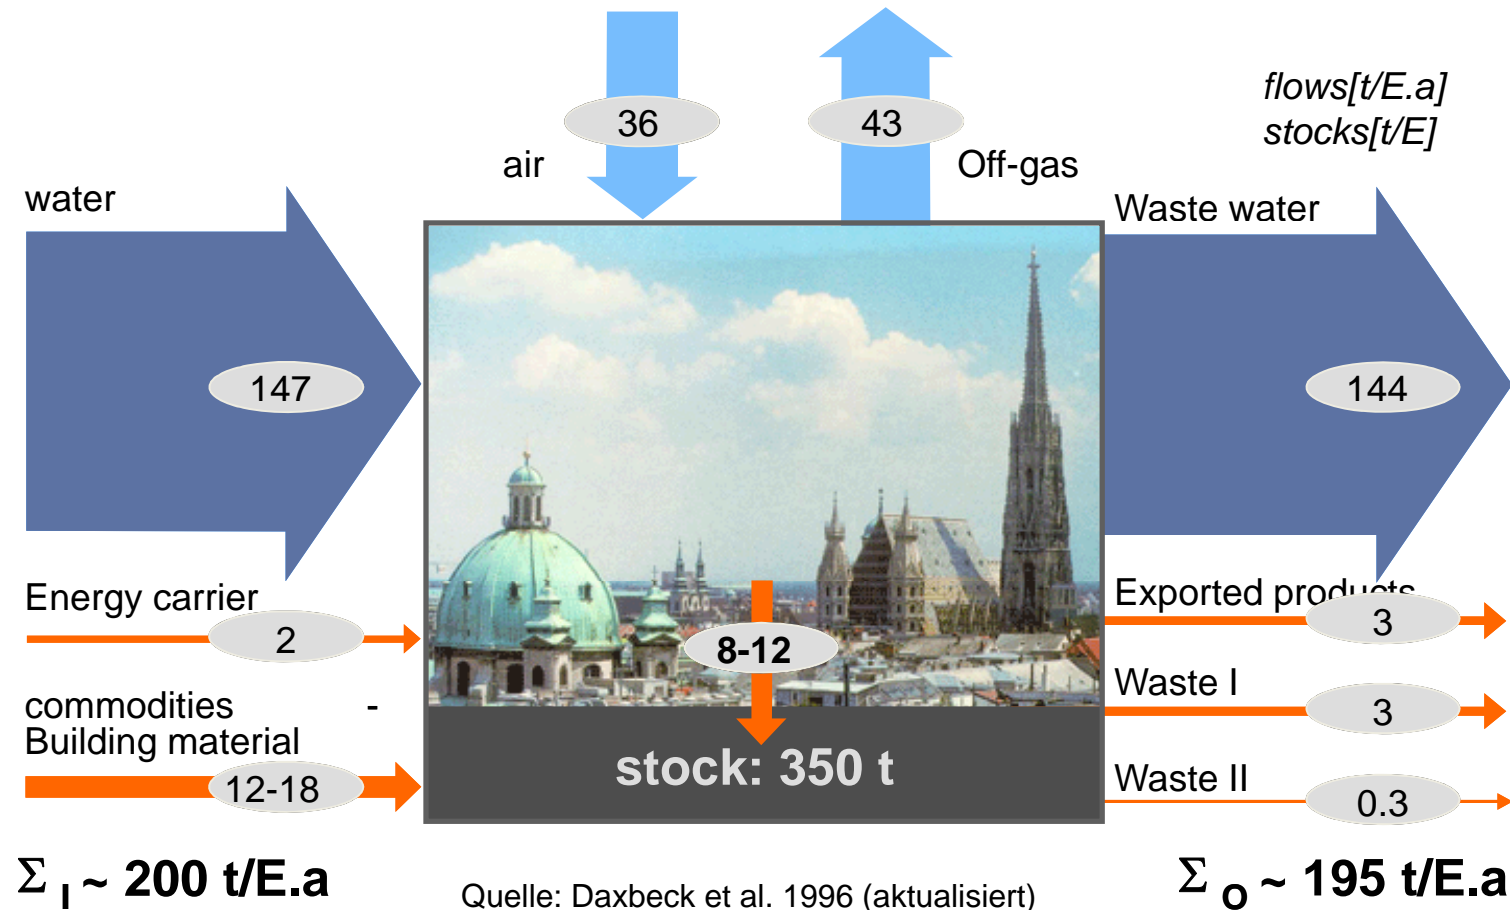 flows[t/E.a]
stocks[t/E]
36
43
air
Off-gas
water
Waste water
147
144
Energy carrier
2
Exported products
3
8-12
commodities -
Building material
12-18
Waste I
3
stock: 350 t
Waste II
0.3
Σ I ~ 200 t/E.a
Quelle: Daxbeck et al. 1996 (aktualisiert)
Σ O ~ 195 t/E.a